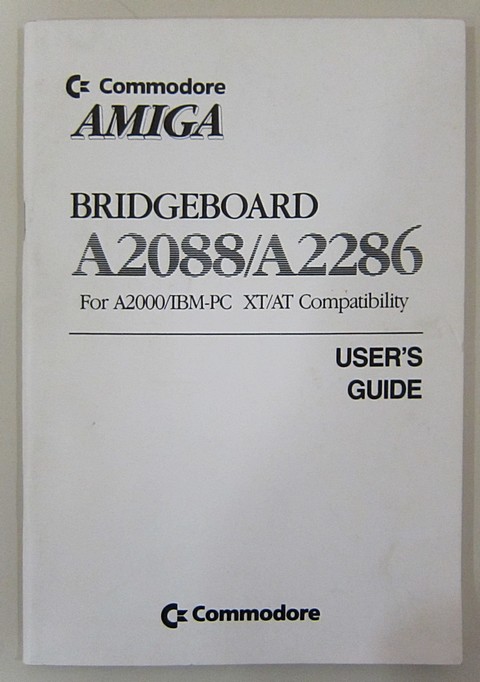 Commodore
AMIGA
BRIDGEBOARD
A2088/A2286
For A2000/IBM-PC XT/AT Compatibility
USER'S
GUIDE
Commodore